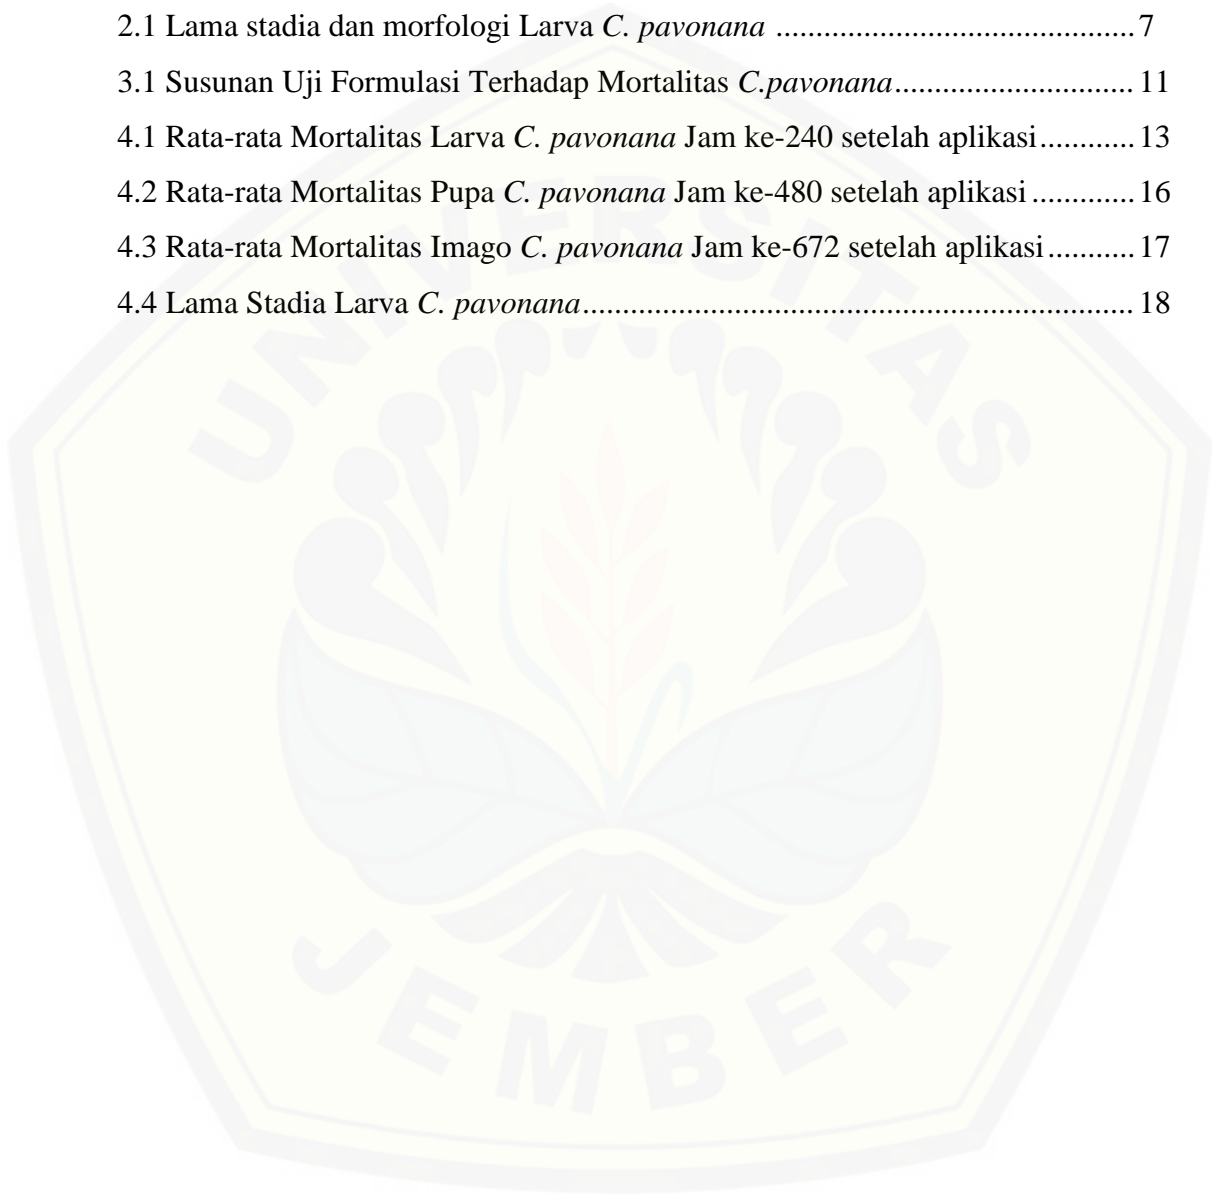 2.1 Lama stadia dan morfologi Larva C. pavonana ...................................... 7
3.1 Susunan Uji Formulasi Terhadap Mortalitas C.pavonana.............................. 11
4.1 Rata-rata Mortalitas Larva C. pavonana Jam ke-240 setelah aplikasi............ 13
4.2 Rata-rata Mortalitas Pupa C. pavonana Jam ke-480 setelah aplikasi ............. 16
4.3 Rata-rata Mortalitas Imago C. pavonana Jam ke-672 setelah aplikasi........... 17
4.4 Lama Stadia Larva C. pavonana...................................................................... 18
UNIVERSITAS
JEMBER